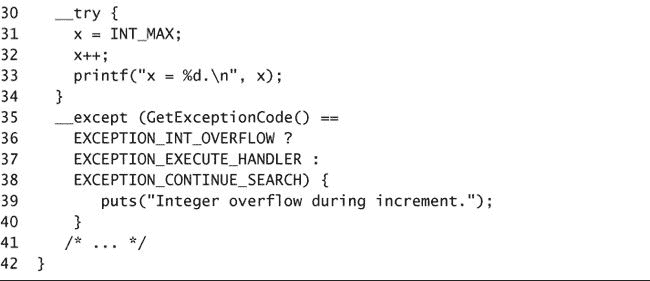 30    __try {
31      x = INT_MAX;
32      x++;
33      printf("x = %d.\n", x);
34    }
35    __except (GetExceptionCode() ==
36      EXCEPTION_INT_OVERFLOW ?
37      EXCEPTION_EXECUTE_HANDLER :
38      EXCEPTION_CONTINUE_SEARCH) {
39         puts("Integer overflow during increment.");
40      }
41     /* ... */
42  }